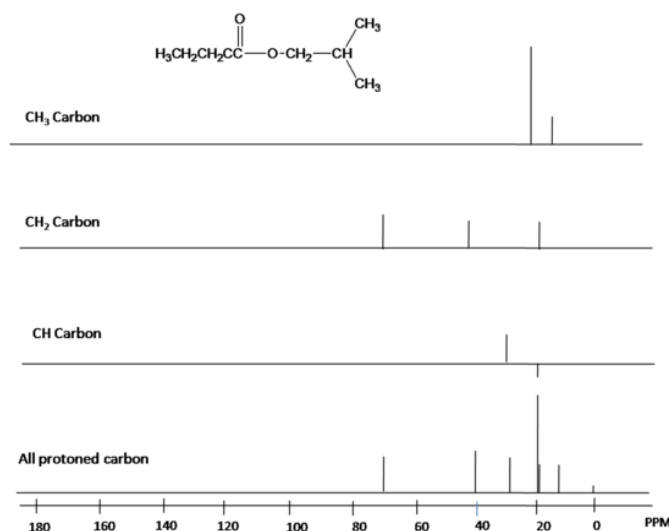 O
CH₃
H₃CCH₂CH₂C—O-CH₂—CH
CH₃
CH₃ Carbon
CH₂ Carbon
CH Carbon
All protoned carbon
180 160 140 120 100 80 60 40 20 0 PPM